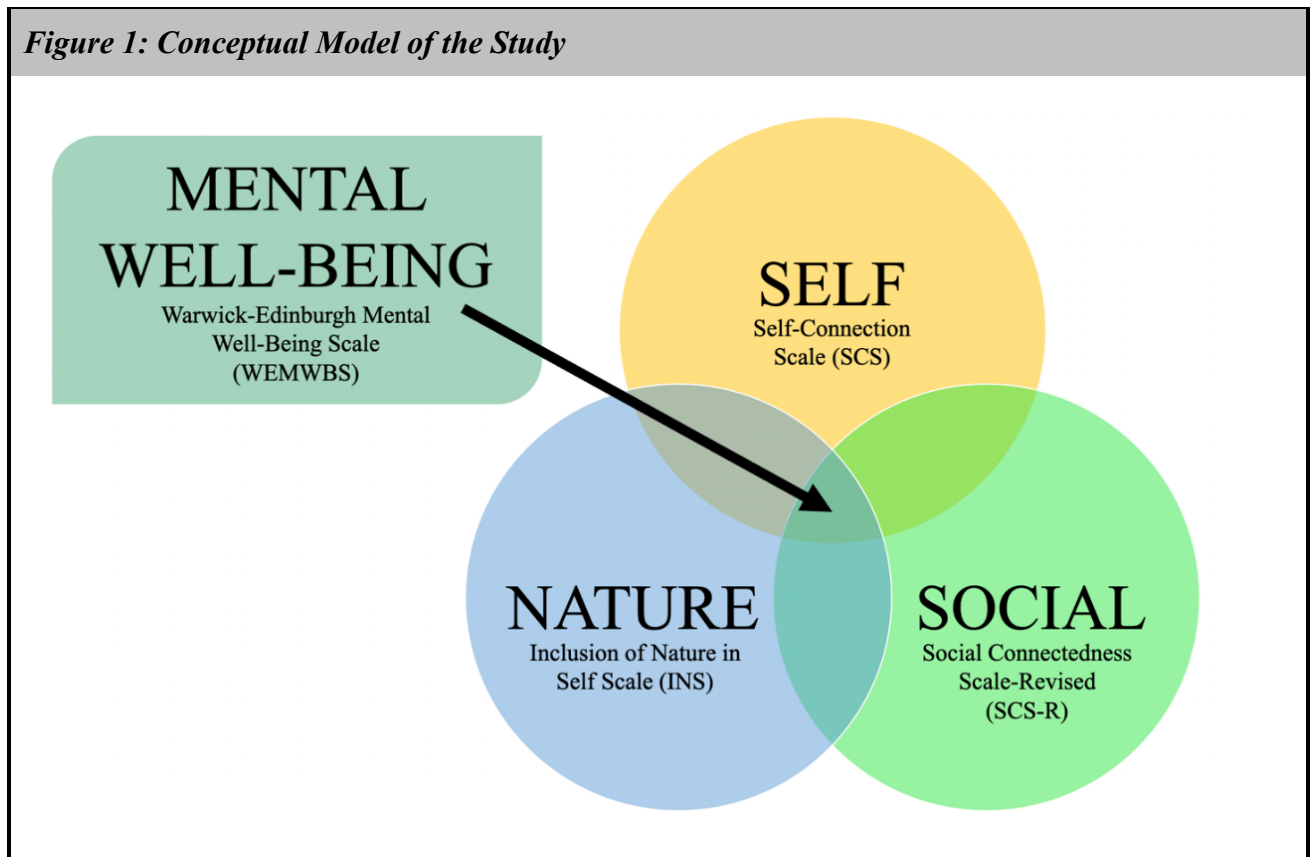 Figure 1: Conceptual Model of the Study
MENTAL
WELL-BEING
Warwick-Edinburgh Mental
Well-Being Scale
(WEMWBS)
SELF
Self-Connection
Scale (SCS)
NATURE
Inclusion of Nature in
Self Scale (INS)
SOCIAL
Social Connectedness
Scale-Revised
(SCS-R)